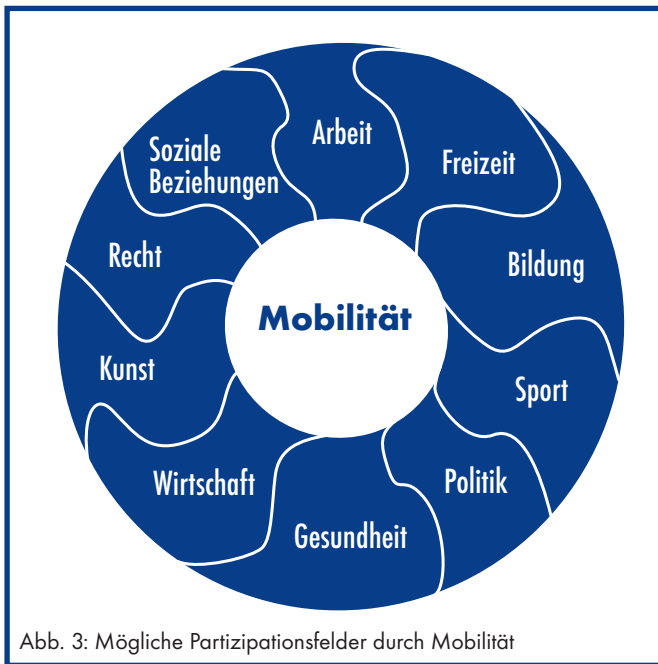 Arbeit
Freizeit
Bildung
Sport
Politik
Gesundheit
Wirtschaft
Kunst
Recht
Soziale
Beziehungen
Mobilität
Abb. 3: Mögliche Partizipationsfelder durch Mobilität